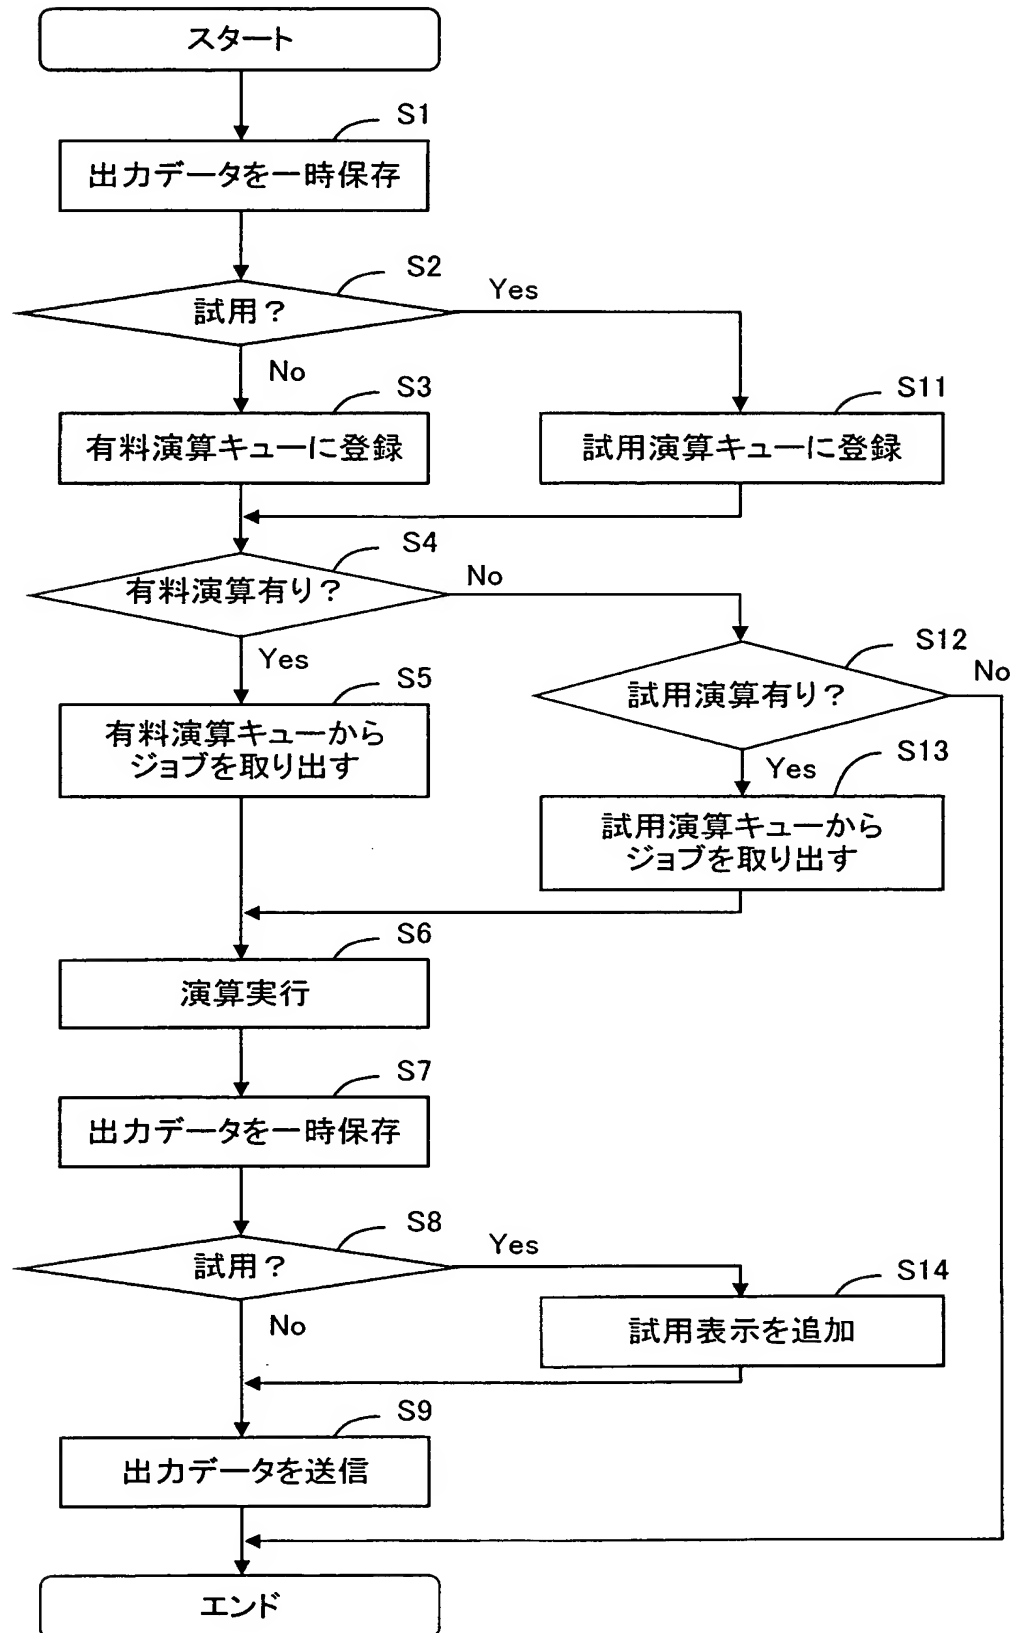 スタート
S1
出力データを一時保存
S2
試用?
Yes
No
S3
有料演算キューに登録
S11
試用演算キューに登録
S4
有料演算有り?
No
Yes
S12
試用演算有り?
No
S5
有料演算キューから
ジョブを取り出す
Yes
S13
試用演算キューから
ジョブを取り出す
S6
演算実行
S7
出力データを一時保存
S8
試用?
Yes
No
S14
試用表示を追加
S9
出力データを送信
エンド